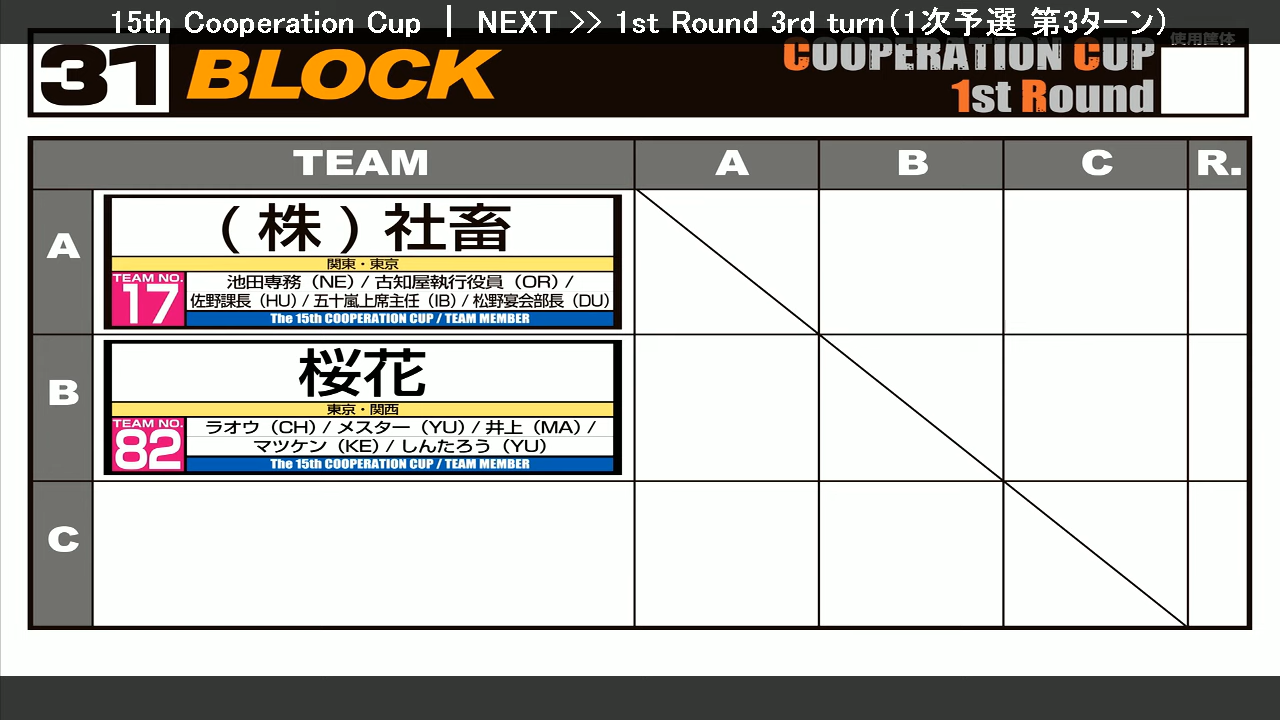 15th Cooperation Cup | NEXT >> 1st Round 3rd turn(1次予選 第3ターン)
使用筐体
31 BLOCK
COOPERATION CUP
1st Round
TEAM A B C R.
A
(株)社畜
関東・東京
TEAM NO.
17
池田専務(NE)/ 古知屋執行役員(OR)/
佐野課長(HU)/ 五十嵐上席主任(IB)/ 松野宴会部長(DU)
The 15th COOPERATION CUP / TEAM MEMBER
B
桜花
東京・関西
TEAM NO.
82
ラオウ(CH)/ メスター(YU)/ 井上(MA)/
マツケン(KE)/ しんたろう(YU)
The 15th COOPERATION CUP / TEAM MEMBER
C